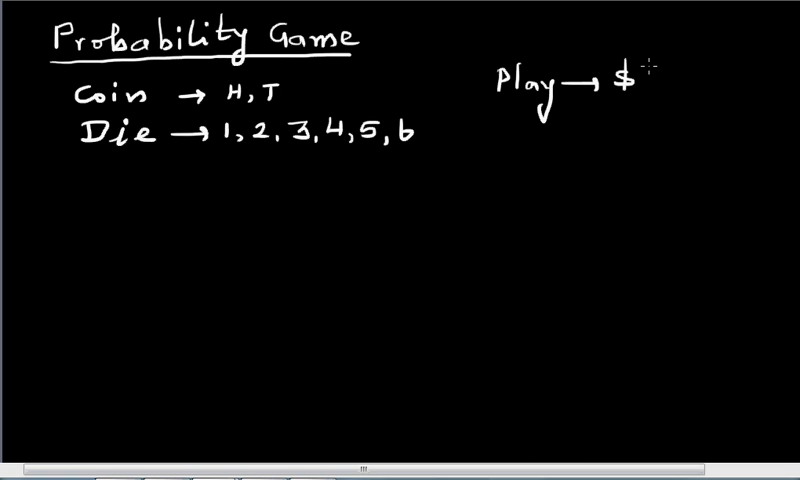 Probability Game
Coin → H, T
Die → 1, 2, 3, 4, 5, 6
Play → $